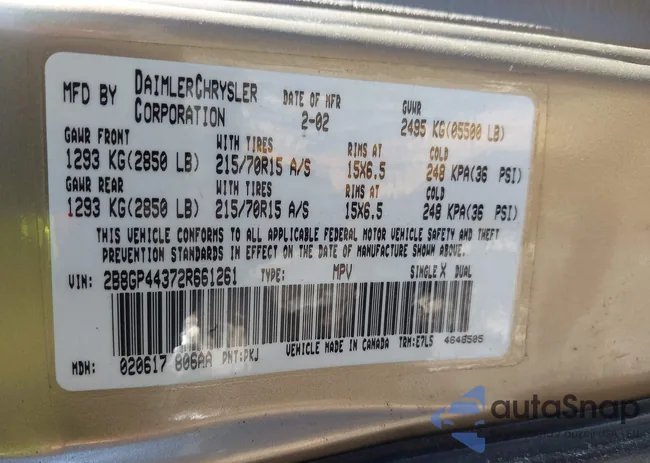 MFD BY DAIMLERCHRYSLER CORPORATION DATE OF MFR 2-02 GVWR 2495 KG(05500 LB)
GAWR FRONT WITH TIRES RIMS AT COLD
1293 KG(2850 LB) 215/70R15 A/S 15X6.5 248 KPA(36 PSI)
GAWR REAR WITH TIRES RIMS AT COLD
1293 KG(2850 LB) 215/70R15 A/S 15X6.5 248 KPA(36 PSI)
THIS VEHICLE CONFORMS TO ALL APPLICABLE FEDERAL MOTOR VEHICLE SAFETY AND THEFT
PREVENTION STANDARDS IN EFFECT ON THE DATE OF MANUFACTURE SHOWN ABOVE.
VIN: 2B8GP44372R661261 TYPE: MPV SINGLE X DUAL
MDH: 020617 806AA PNT:PKJ VEHICLE MADE IN CANADA TRM:E7L5 4648505
autoSnap